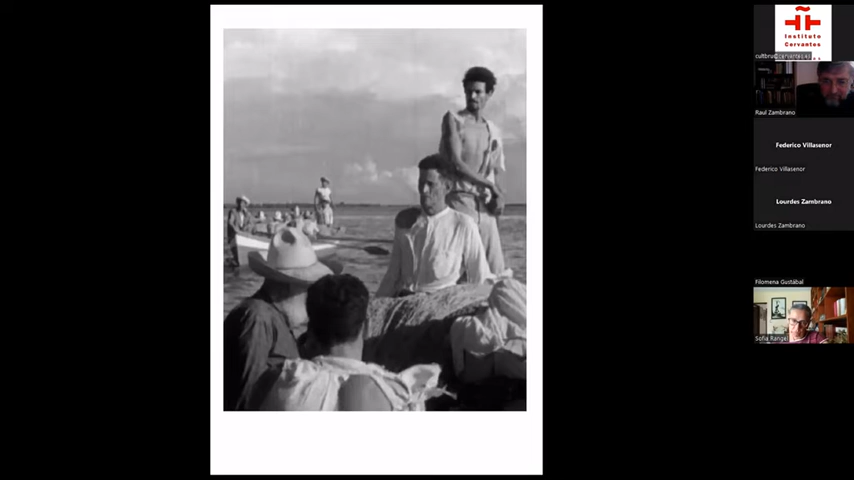 Instituto
Cervantes
Raul Zambrano
Federico Villasenor
Federico Villasenor
Lourdes Zambrano
Lourdes Zambrano
Filomena Gustábal
Sofia Rangel